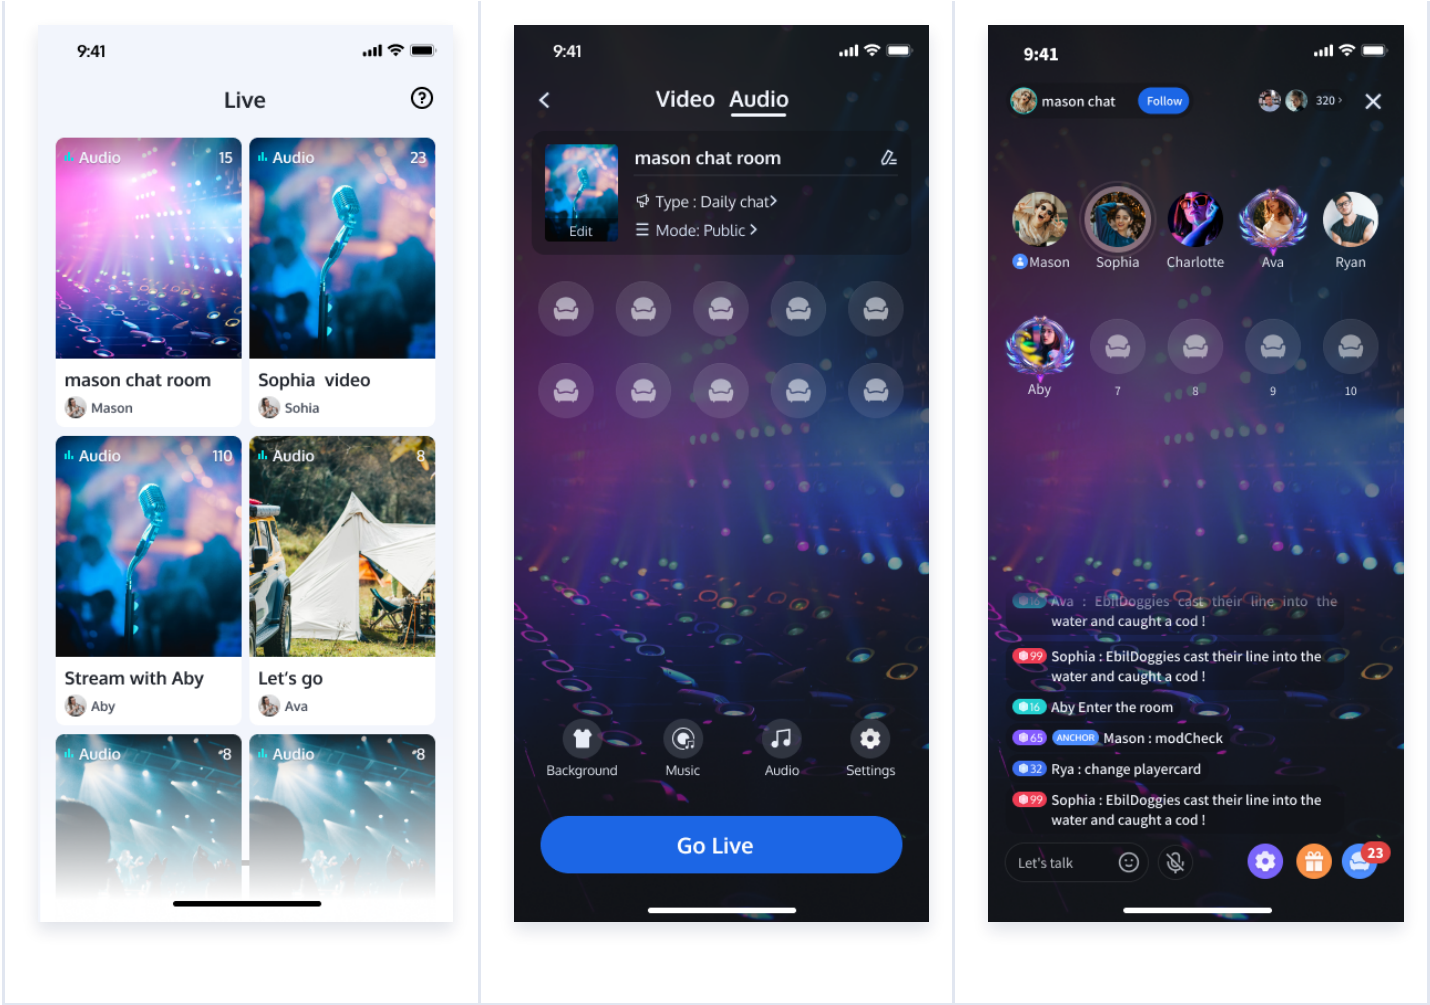 9:41
Live
Audio 15
Audio 23
mason chat room
Mason
Sophia video
Sohia
Audio 110
Audio 8
Stream with Aby
Aby
Let's go
Ava
Audio 8
Audio 8
9:41
Video Audio
mason chat room
Type : Daily chat
Edit
Mode: Public
Background
Music
Audio
Settings
Go Live
9:41
mason chat
Follow
320
Mason
Sophia
Charlotte
Ava
Ryan
Aby
7
8
9
10
16 Ava : EbilDoggies cast their line into the
water and caught a cod !
99 Sophia : EbilDoggies cast their line into the
water and caught a cod !
16 Aby Enter the room
65 ANCHOR Mason : modCheck
32 Rya : change playercard
99 Sophia : EbilDoggies cast their line into the
water and caught a cod !
Let's talk
23